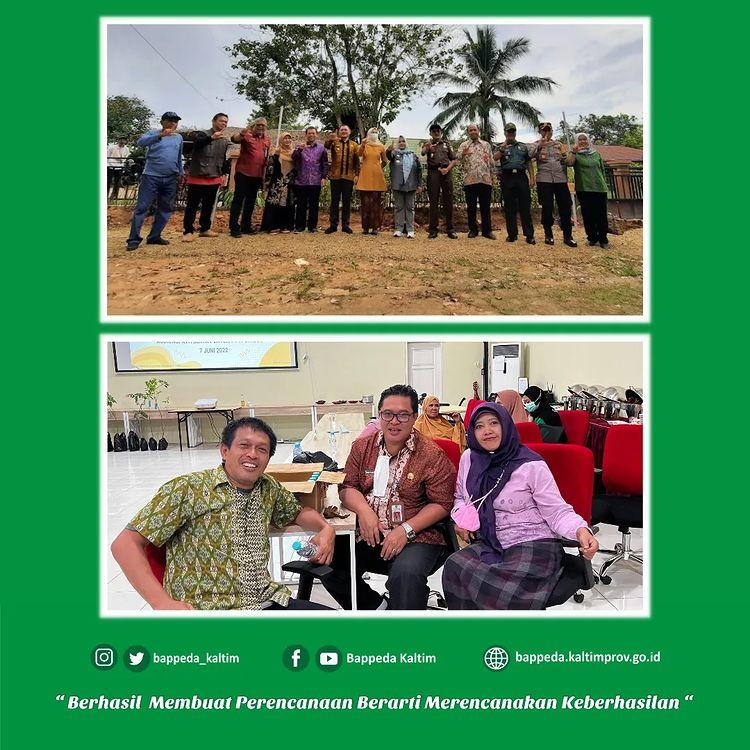 7 JUNI 2022
bappeda_kaltim
Bappeda Kaltim
bappeda.kaltimprov.go.id
“ Berhasil Membuat Perencanaan Berarti Merencanakan Keberhasilan “